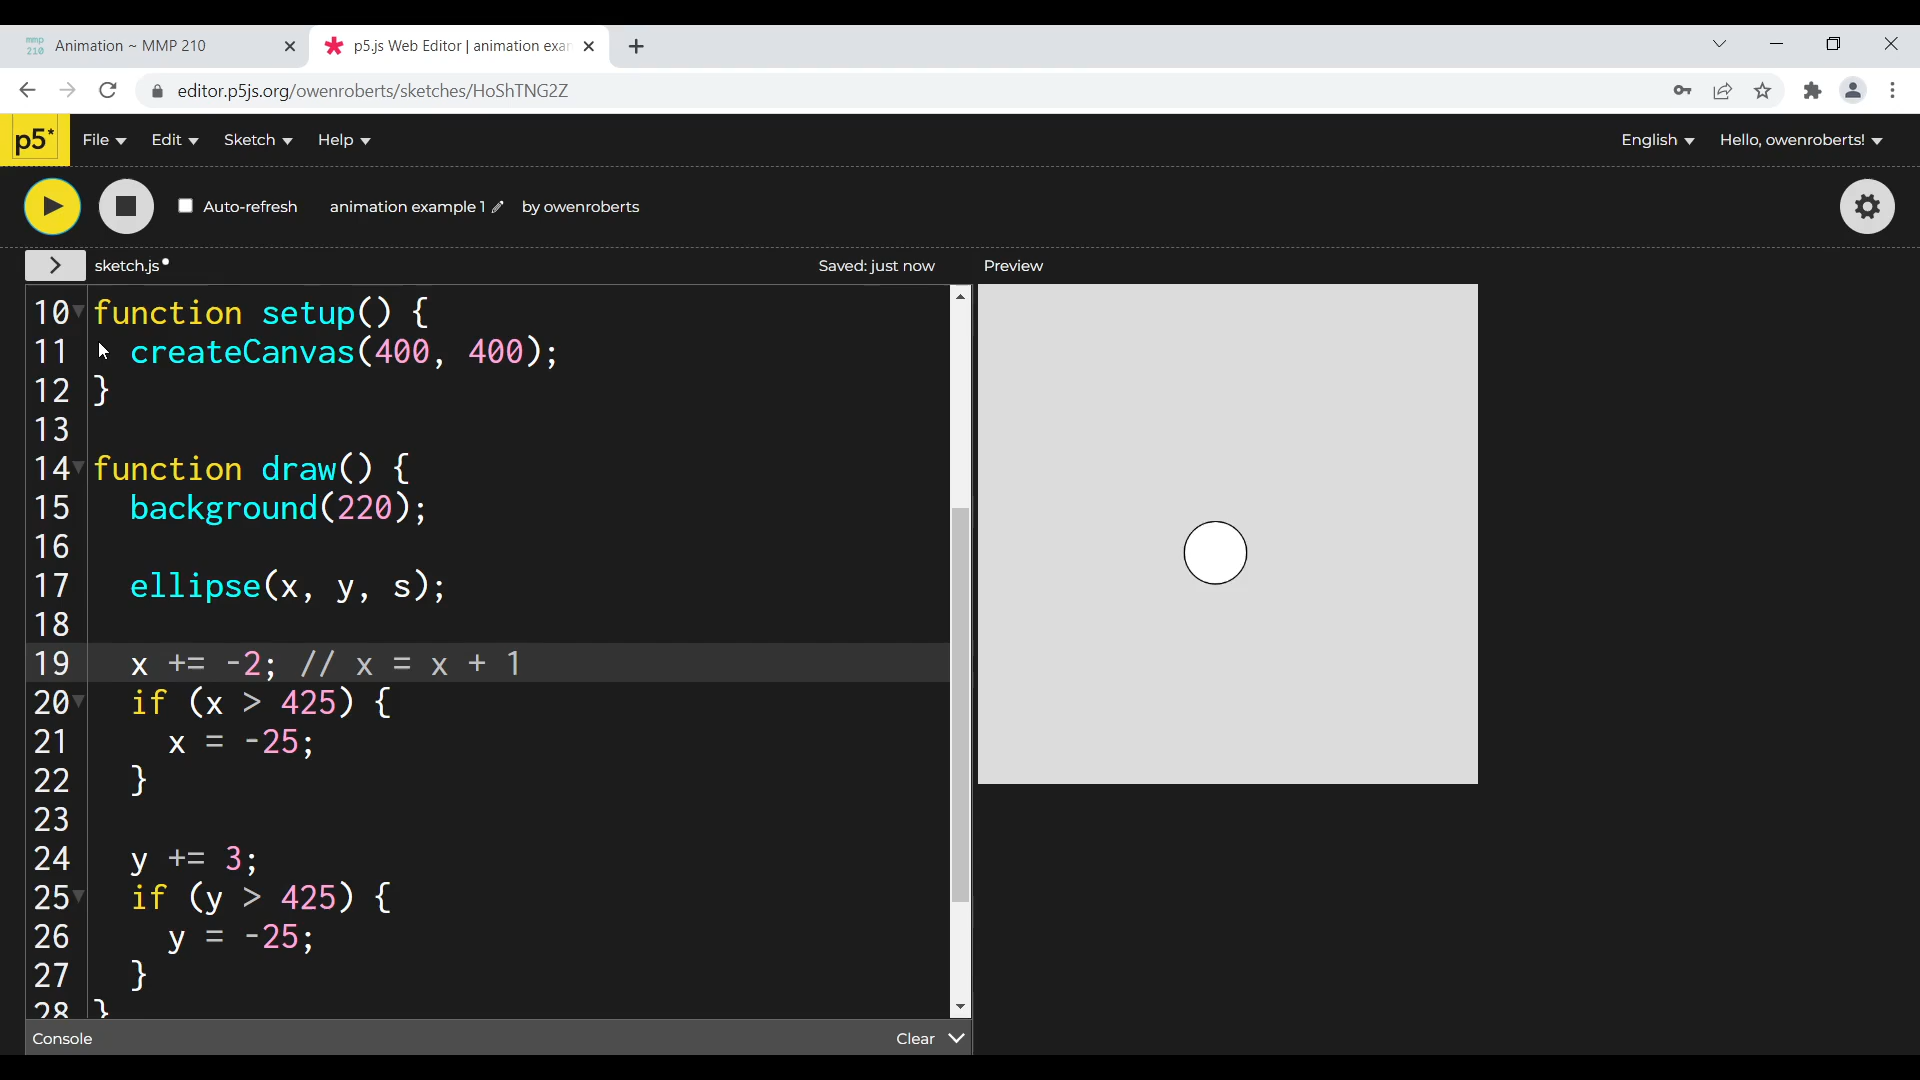 mmp 210
Animation ~ MMP 210
p5.js Web Editor | animation exa
editor.p5js.org/owenroberts/sketches/HoShTNG2Z
p5*
File
Edit
Sketch
Help
English
Hello, owenroberts!
Auto-refresh
animation example 1
by owenroberts
sketch.js
Saved: just now
Preview
10 function setup() {
11 createCanvas(400, 400);
12 }
13
14 function draw() {
15 background(220);
16
17 ellipse(x, y, s);
18
19 x += -2; // x = x + 1
20 if (x > 425) {
21 x = -25;
22 }
23
24 y += 3;
25 if (y > 425) {
26 y = -25;
27 }
28 }
Console
Clear